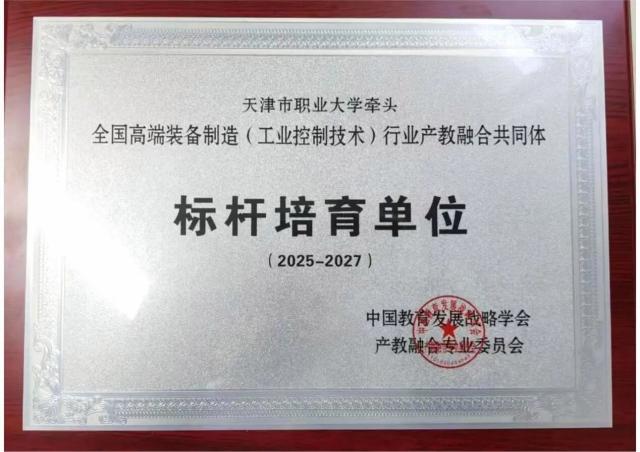 天津市职业大学牵头
全国高端装备制造（工业控制技术）行业产教融合共同体
标杆培育单位
（2025-2027）
中国教育发展战略学会
产教融合专业委员会